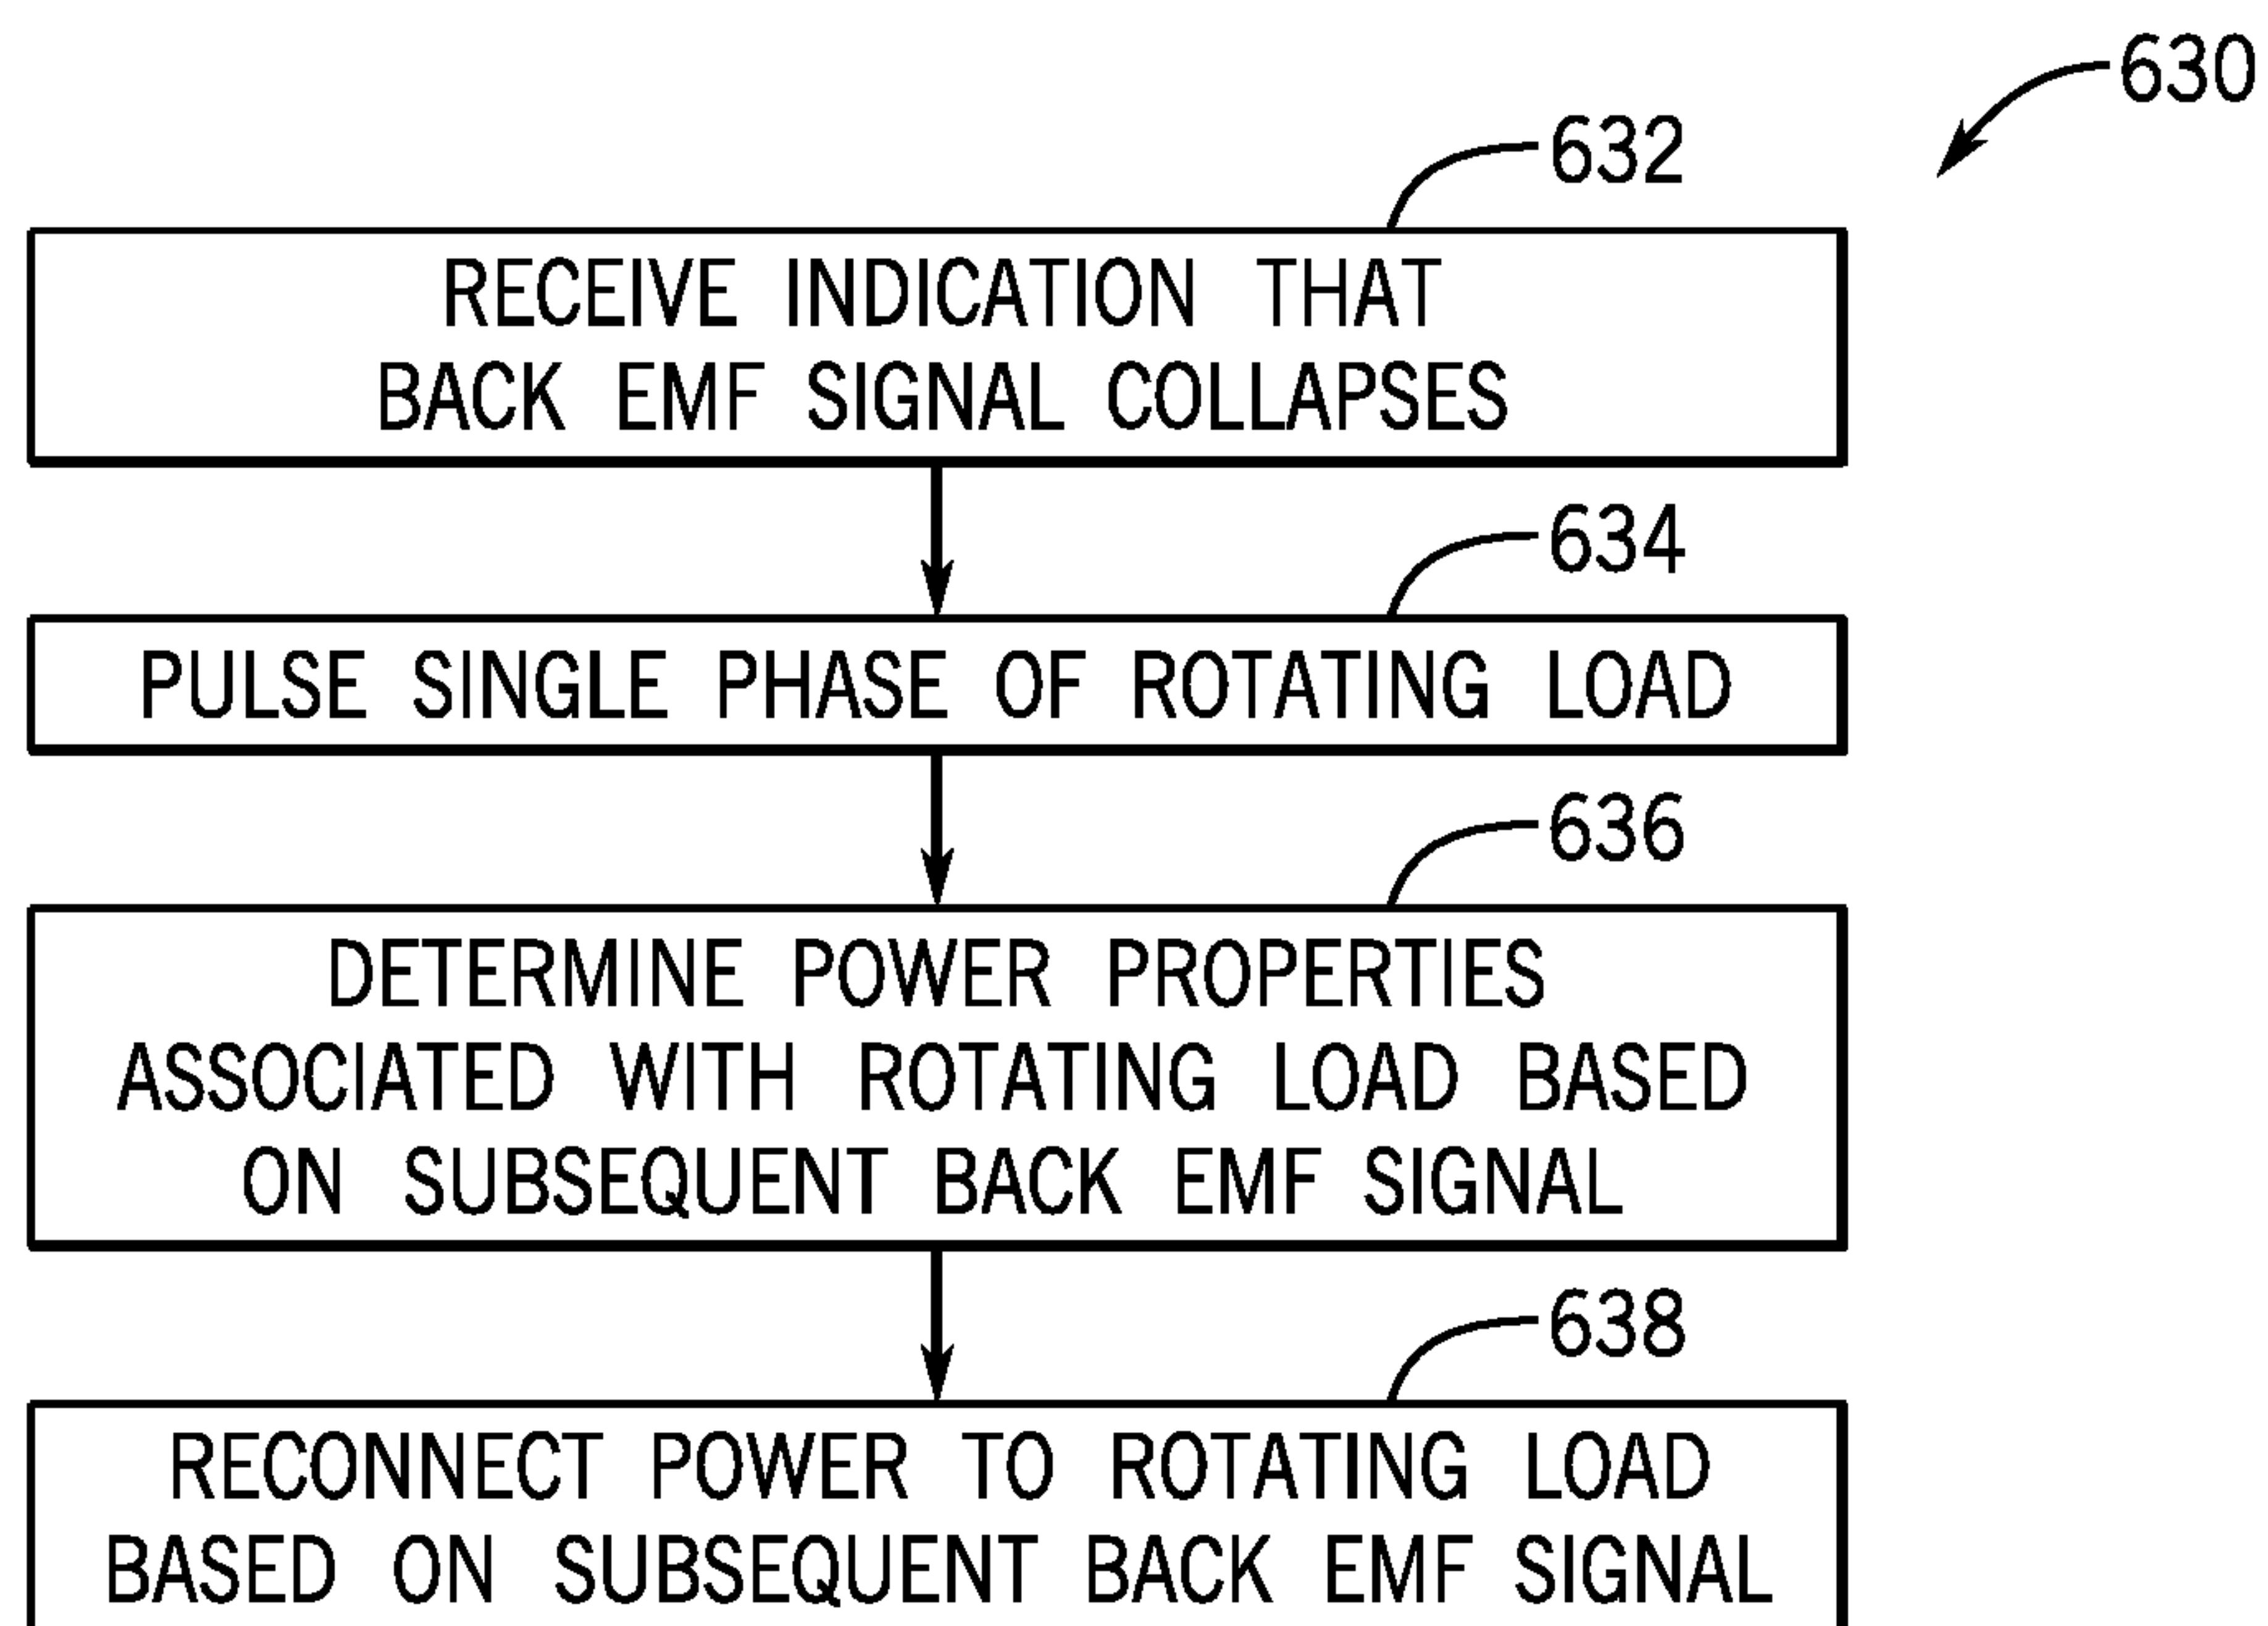 630
632
RECEIVE INDICATION THAT
BACK EMF SIGNAL COLLAPSES
634
PULSE SINGLE PHASE OF ROTATING LOAD
636
DETERMINE POWER PROPERTIES
ASSOCIATED WITH ROTATING LOAD BASED
ON SUBSEQUENT BACK EMF SIGNAL
638
RECONNECT POWER TO ROTATING LOAD
BASED ON SUBSEQUENT BACK EMF SIGNAL